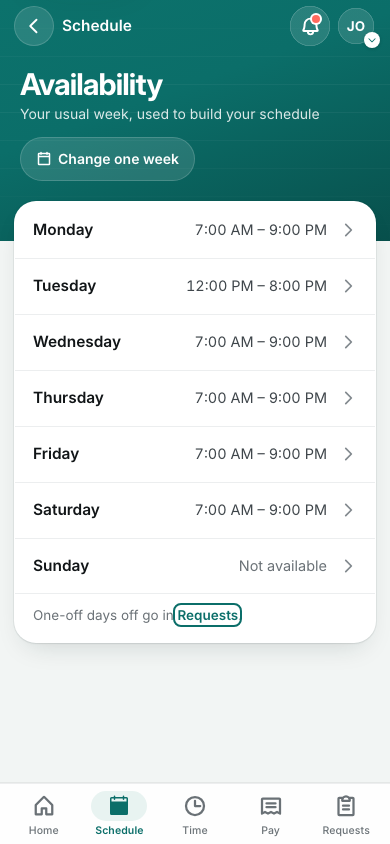 Schedule
JO
Availability
Your usual week, used to build your schedule
Change one week
Monday 7:00 AM – 9:00 PM
Tuesday 12:00 PM – 8:00 PM
Wednesday 7:00 AM – 9:00 PM
Thursday 7:00 AM – 9:00 PM
Friday 7:00 AM – 9:00 PM
Saturday 7:00 AM – 9:00 PM
Sunday Not available
One-off days off go in Requests
Home Schedule Time Pay Requests